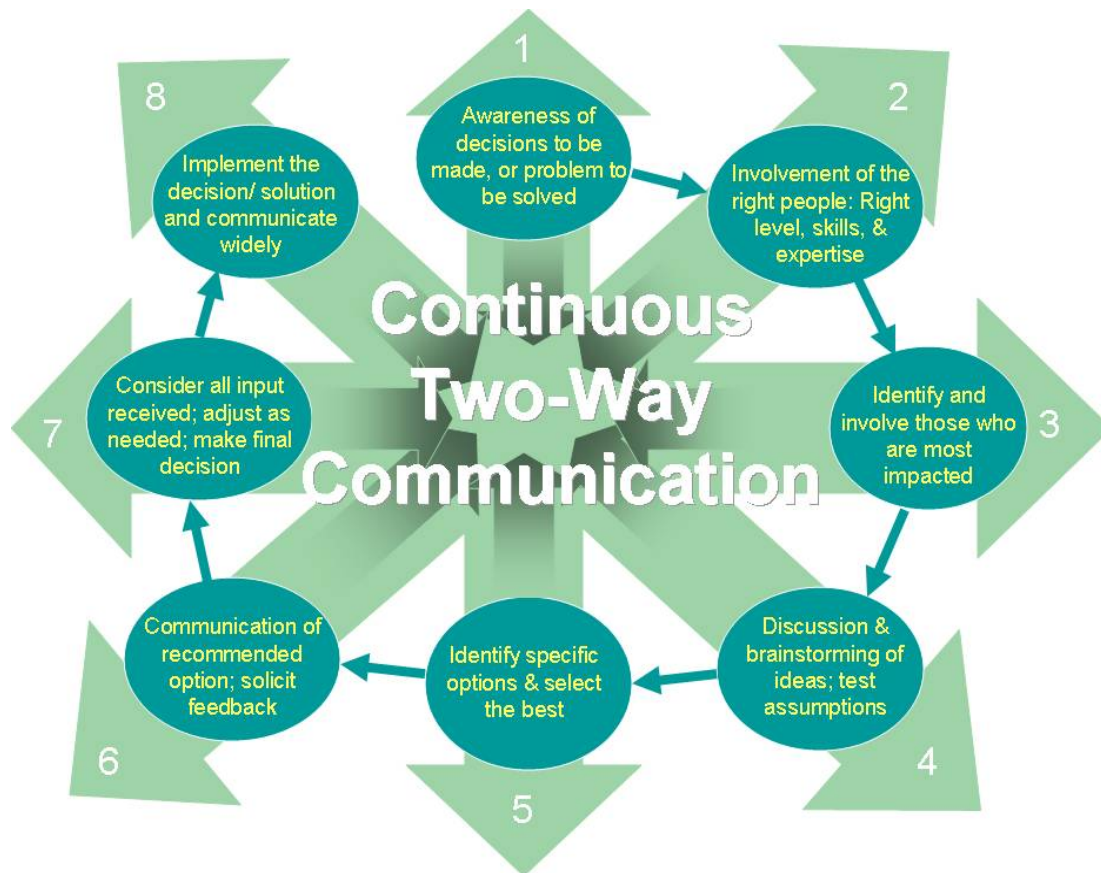 1
Awareness of
decisions to be
made, or problem to
be solved
2
Involvement of the
right people: Right
level, skills, &
expertise
3
Identify and
involve those who
are most
impacted
4
Discussion &
brainstorming of
ideas; test
assumptions
5
Identify specific
options & select
the best
6
Communication of
recommended
option; solicit
feedback
7
Consider all input
received; adjust as
needed; make final
decision
8
Implement the
decision/ solution
and communicate
widely
Continuous
Two-Way
Communication